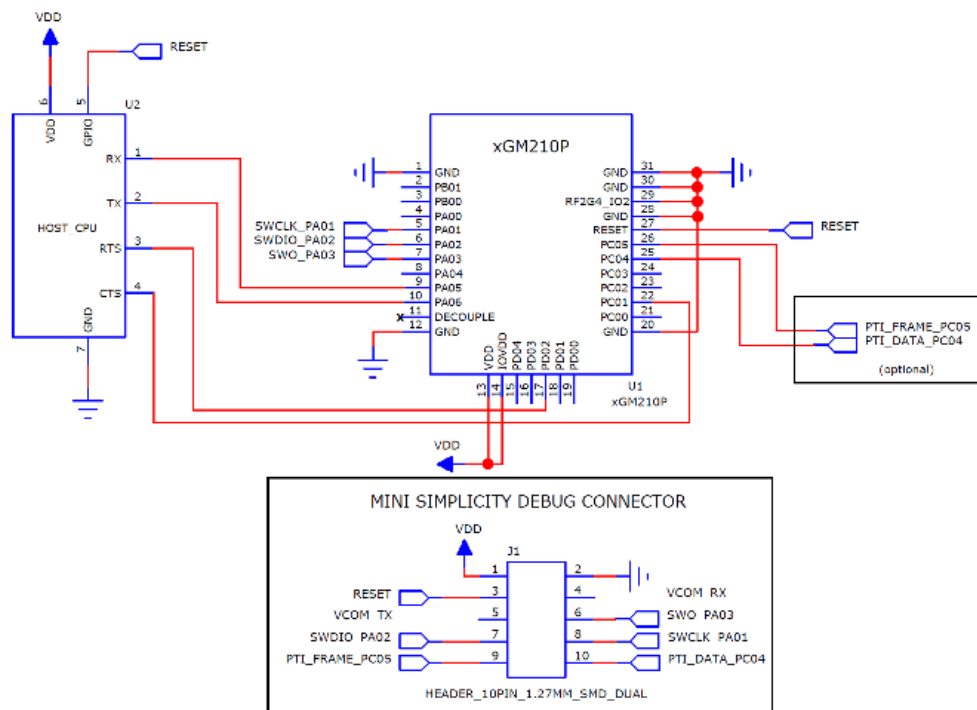 VDD
RESET
6
5
U2
VDD
GPIO
HOST CPU
RX
1
TX
2
RTS
3
CTS
4
GND
7
xGM210P
1
GND
2
PB01
3
PB00
4
PA00
SWCLK_PA01
5
PA01
SWDIO_PA02
6
PA02
SWO_PA03
7
PA03
8
PA04
9
PA05
10
PA06
x
11
DECOUPLE
12
GND
GND
31
GND
30
RF2G4_IO2
29
GND
28
RESET
27
RESET
PC05
26
PC04
25
PC03
24
PC02
23
PC01
22
PC00
21
GND
20
VDD
IOVDD
PD04
PD03
PD02
PD01
PD00
13
14
15
16
17
18
19
U1
xGM210P
PTI_FRAME_PC05
PTI_DATA_PC04
(optional)
VDD
MINI SIMPLICITY DEBUG CONNECTOR
VDD
J1
1
2
RESET
3
4
VCOM RX
VCOM TX
5
6
SWO PA03
SWDIO PA02
7
8
SWCLK PA01
PTI_FRAME_PC05
9
10
PTI_DATA_PC04
HEADER_10PIN_1.27MM_SMD_DUAL